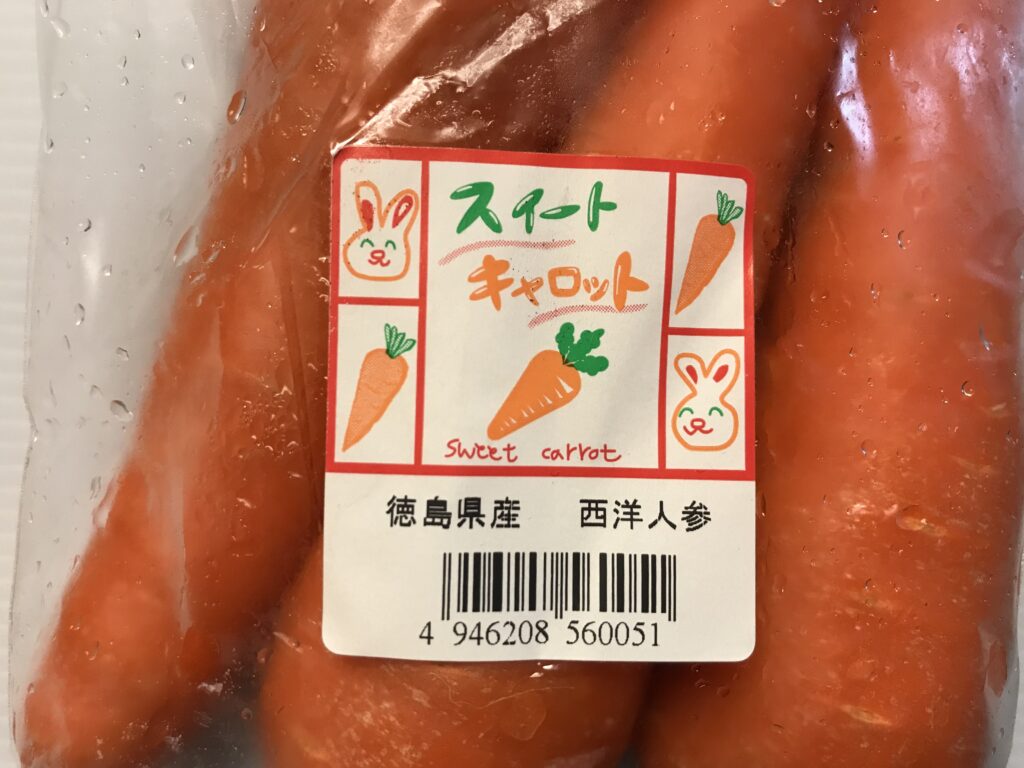 スイート
キャロット
sweet carrot
徳島県産 西洋人参
4 946208 560051